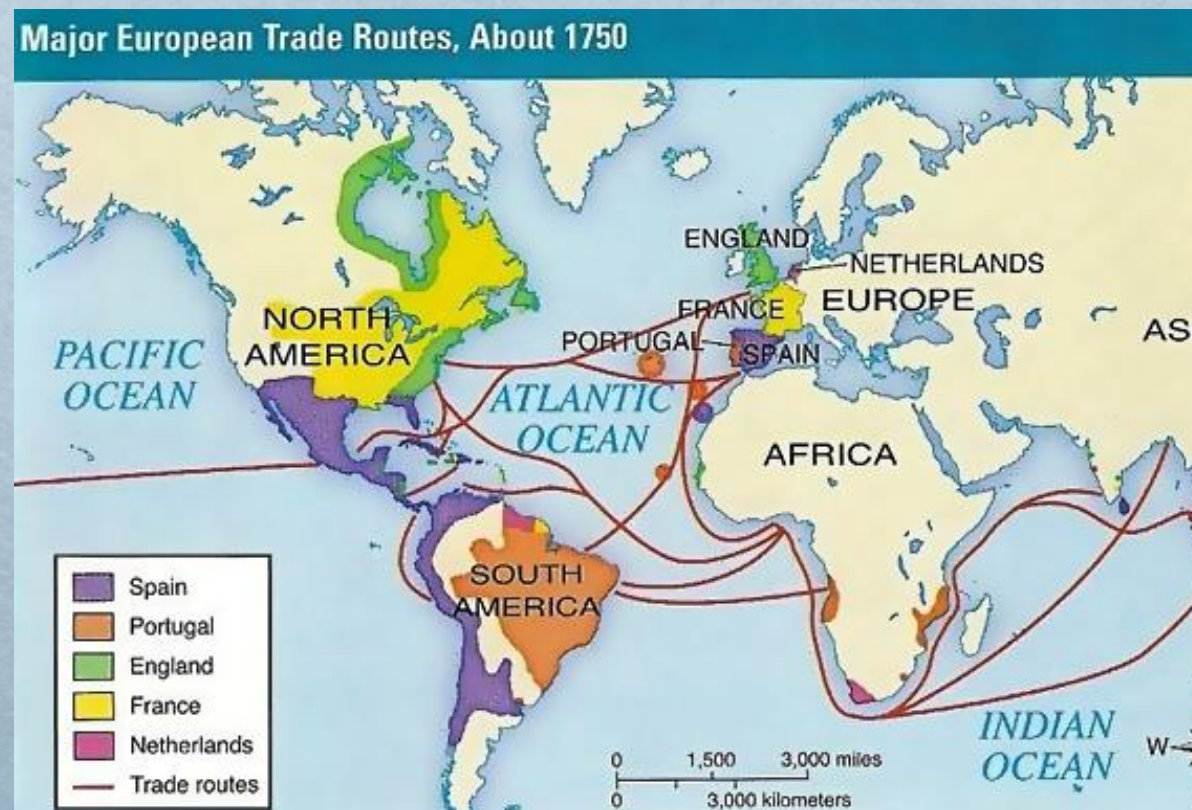 Major European Trade Routes, About 1750
ENGLAND
NETHERLANDS
FRANCE
EUROPE
NORTH
AMERICA
PORTUGAL
SPAIN
AS
PACIFIC
OCEAN
ATLANTIC
OCEAN
AFRICA
SOUTH
AMERICA
INDIAN
OCEAN
W
Spain
Portugal
England
France
Netherlands
Trade routes
0 1,500 3,000 miles
0 3,000 kilometers